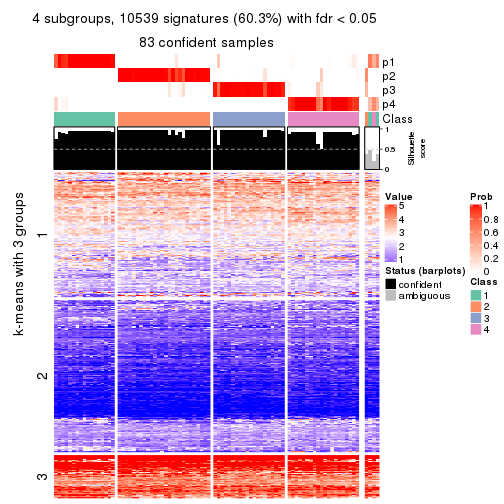 4 subgroups, 10539 signatures (60.3%) with fdr < 0.05
83 confident samples
p1
p2
p3
p4
Class
1
0.5
0
Silhouette
score
k-means with 3 groups
1
2
3
Value
5
4
3
2
1
Status (barplots)
confident
ambiguous
Prob
1
0.8
0.6
0.4
0.2
0
Class
1
2
3
4